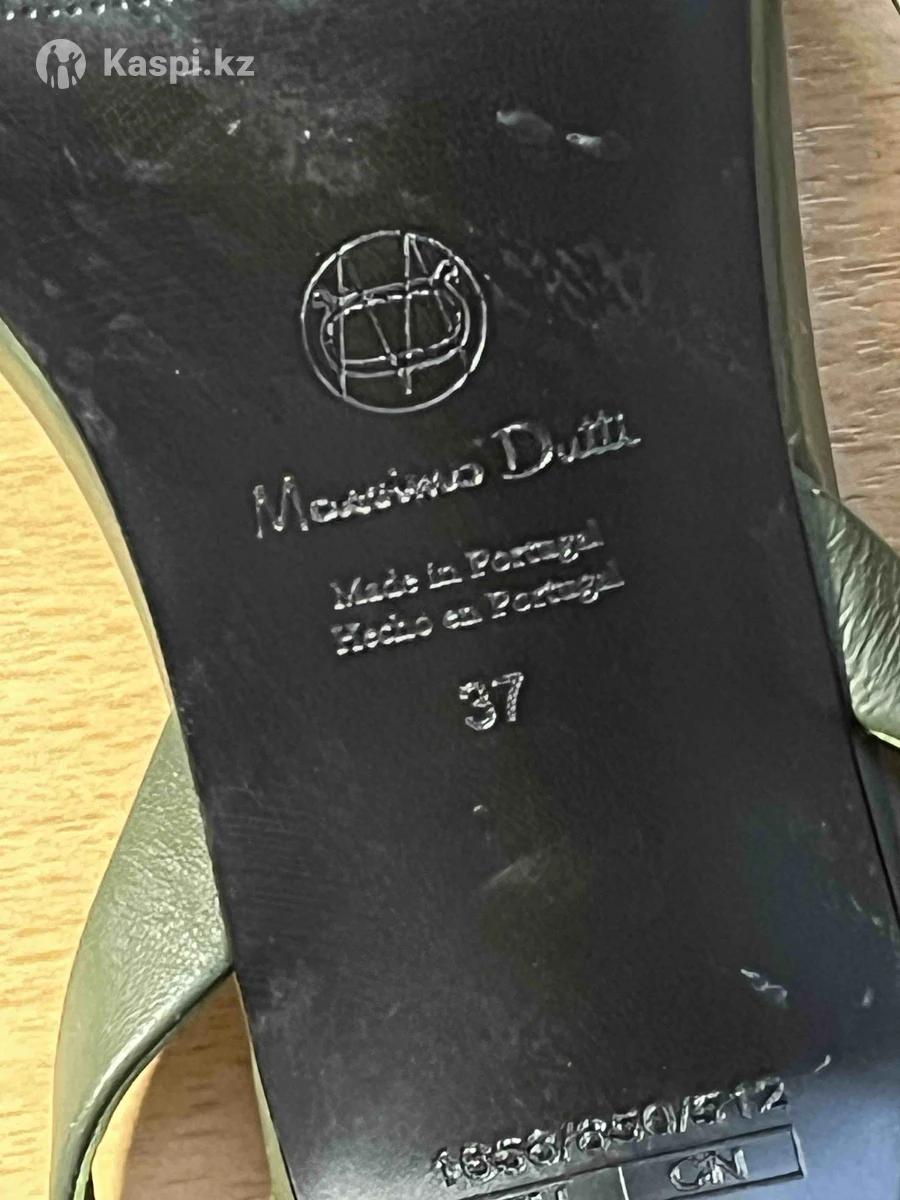 Kaspi.kz
Massimo Dutti
Made in Portugal
Hecho en Portugal
37